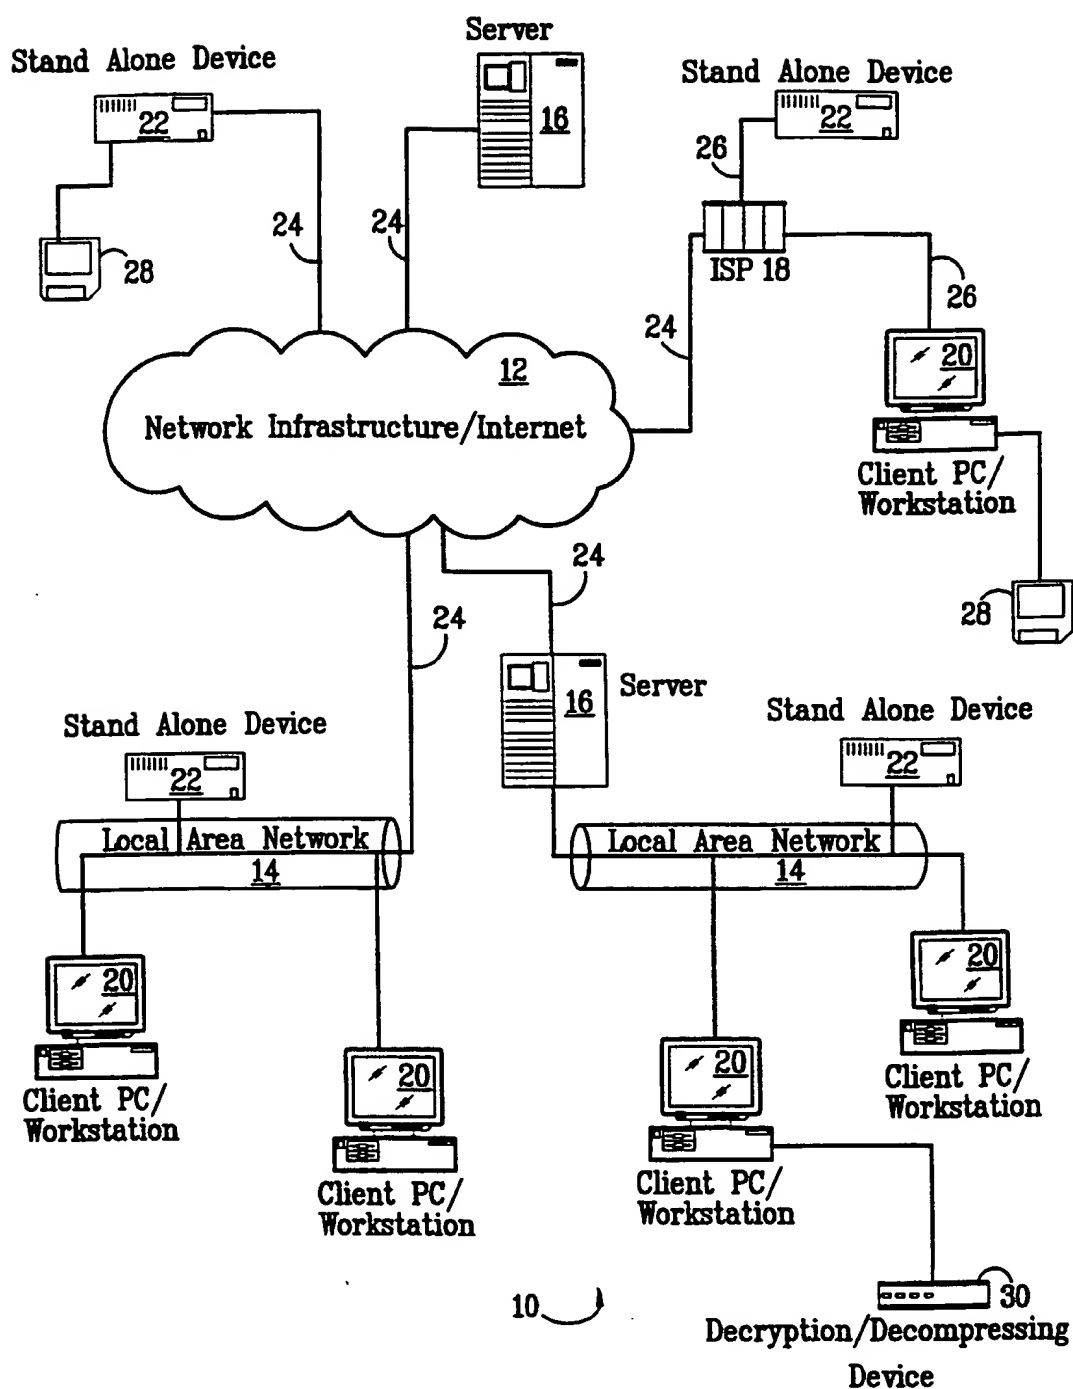 Server
Stand Alone Device
Stand Alone Device
22
16
22
26
24
24
28
ISP 18
26
24
12
20
Network Infrastructure/Internet
Client PC/
Workstation
24
28
24
16
Server
Stand Alone Device
Stand Alone Device
22
22
Local Area Network
14
Local Area Network
14
20
20
20
20
Client PC/
Workstation
Client PC/
Workstation
Client PC/
Workstation
Client PC/
Workstation
10
30
Decryption/Decompressing
Device